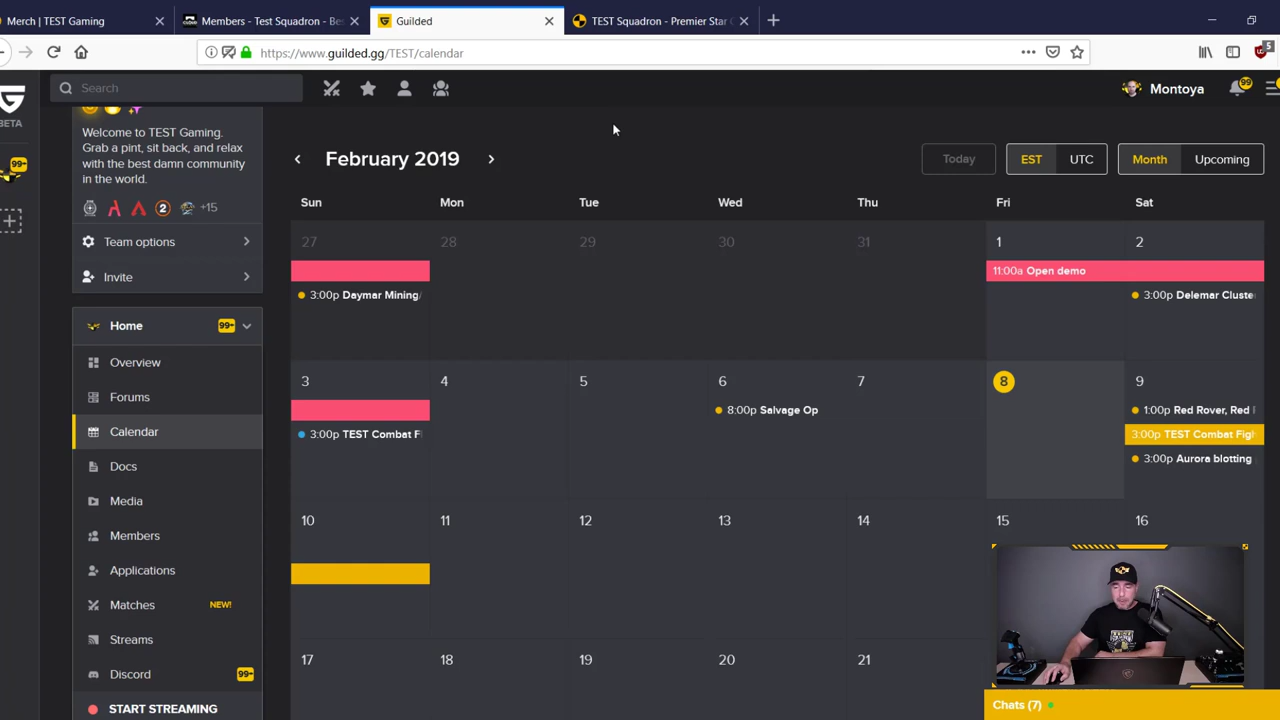 Merch | TEST Gaming
Members - Test Squadron - Be
Guilded
TEST Squadron - Premier Star
https://www.guilded.gg/TEST/calendar
5
BETA
Search
Montoya
99
99+
Welcome to TEST Gaming.
Grab a pint, sit back, and relax
with the best damn community
in the world.
2
+15
Team options
Invite
Home 99+
Overview
Forums
Calendar
Docs
Media
Members
Applications
Matches NEW!
Streams
Discord 99+
START STREAMING
February 2019
Today
EST UTC
Month Upcoming
Sun Mon Tue Wed Thu Fri Sat
27 28 29 30 31 1 2
11:00a Open demo
3:00p Daymar Mining/
3:00p Delemar Cluste
3 4 5 6 7 8 9
8:00p Salvage Op
1:00p Red Rover, Red
3:00p TEST Combat F
3:00p TEST Combat Figh
3:00p Aurora blotting
10 11 12 13 14 15 16
17 18 19 20 21
Chats (7)